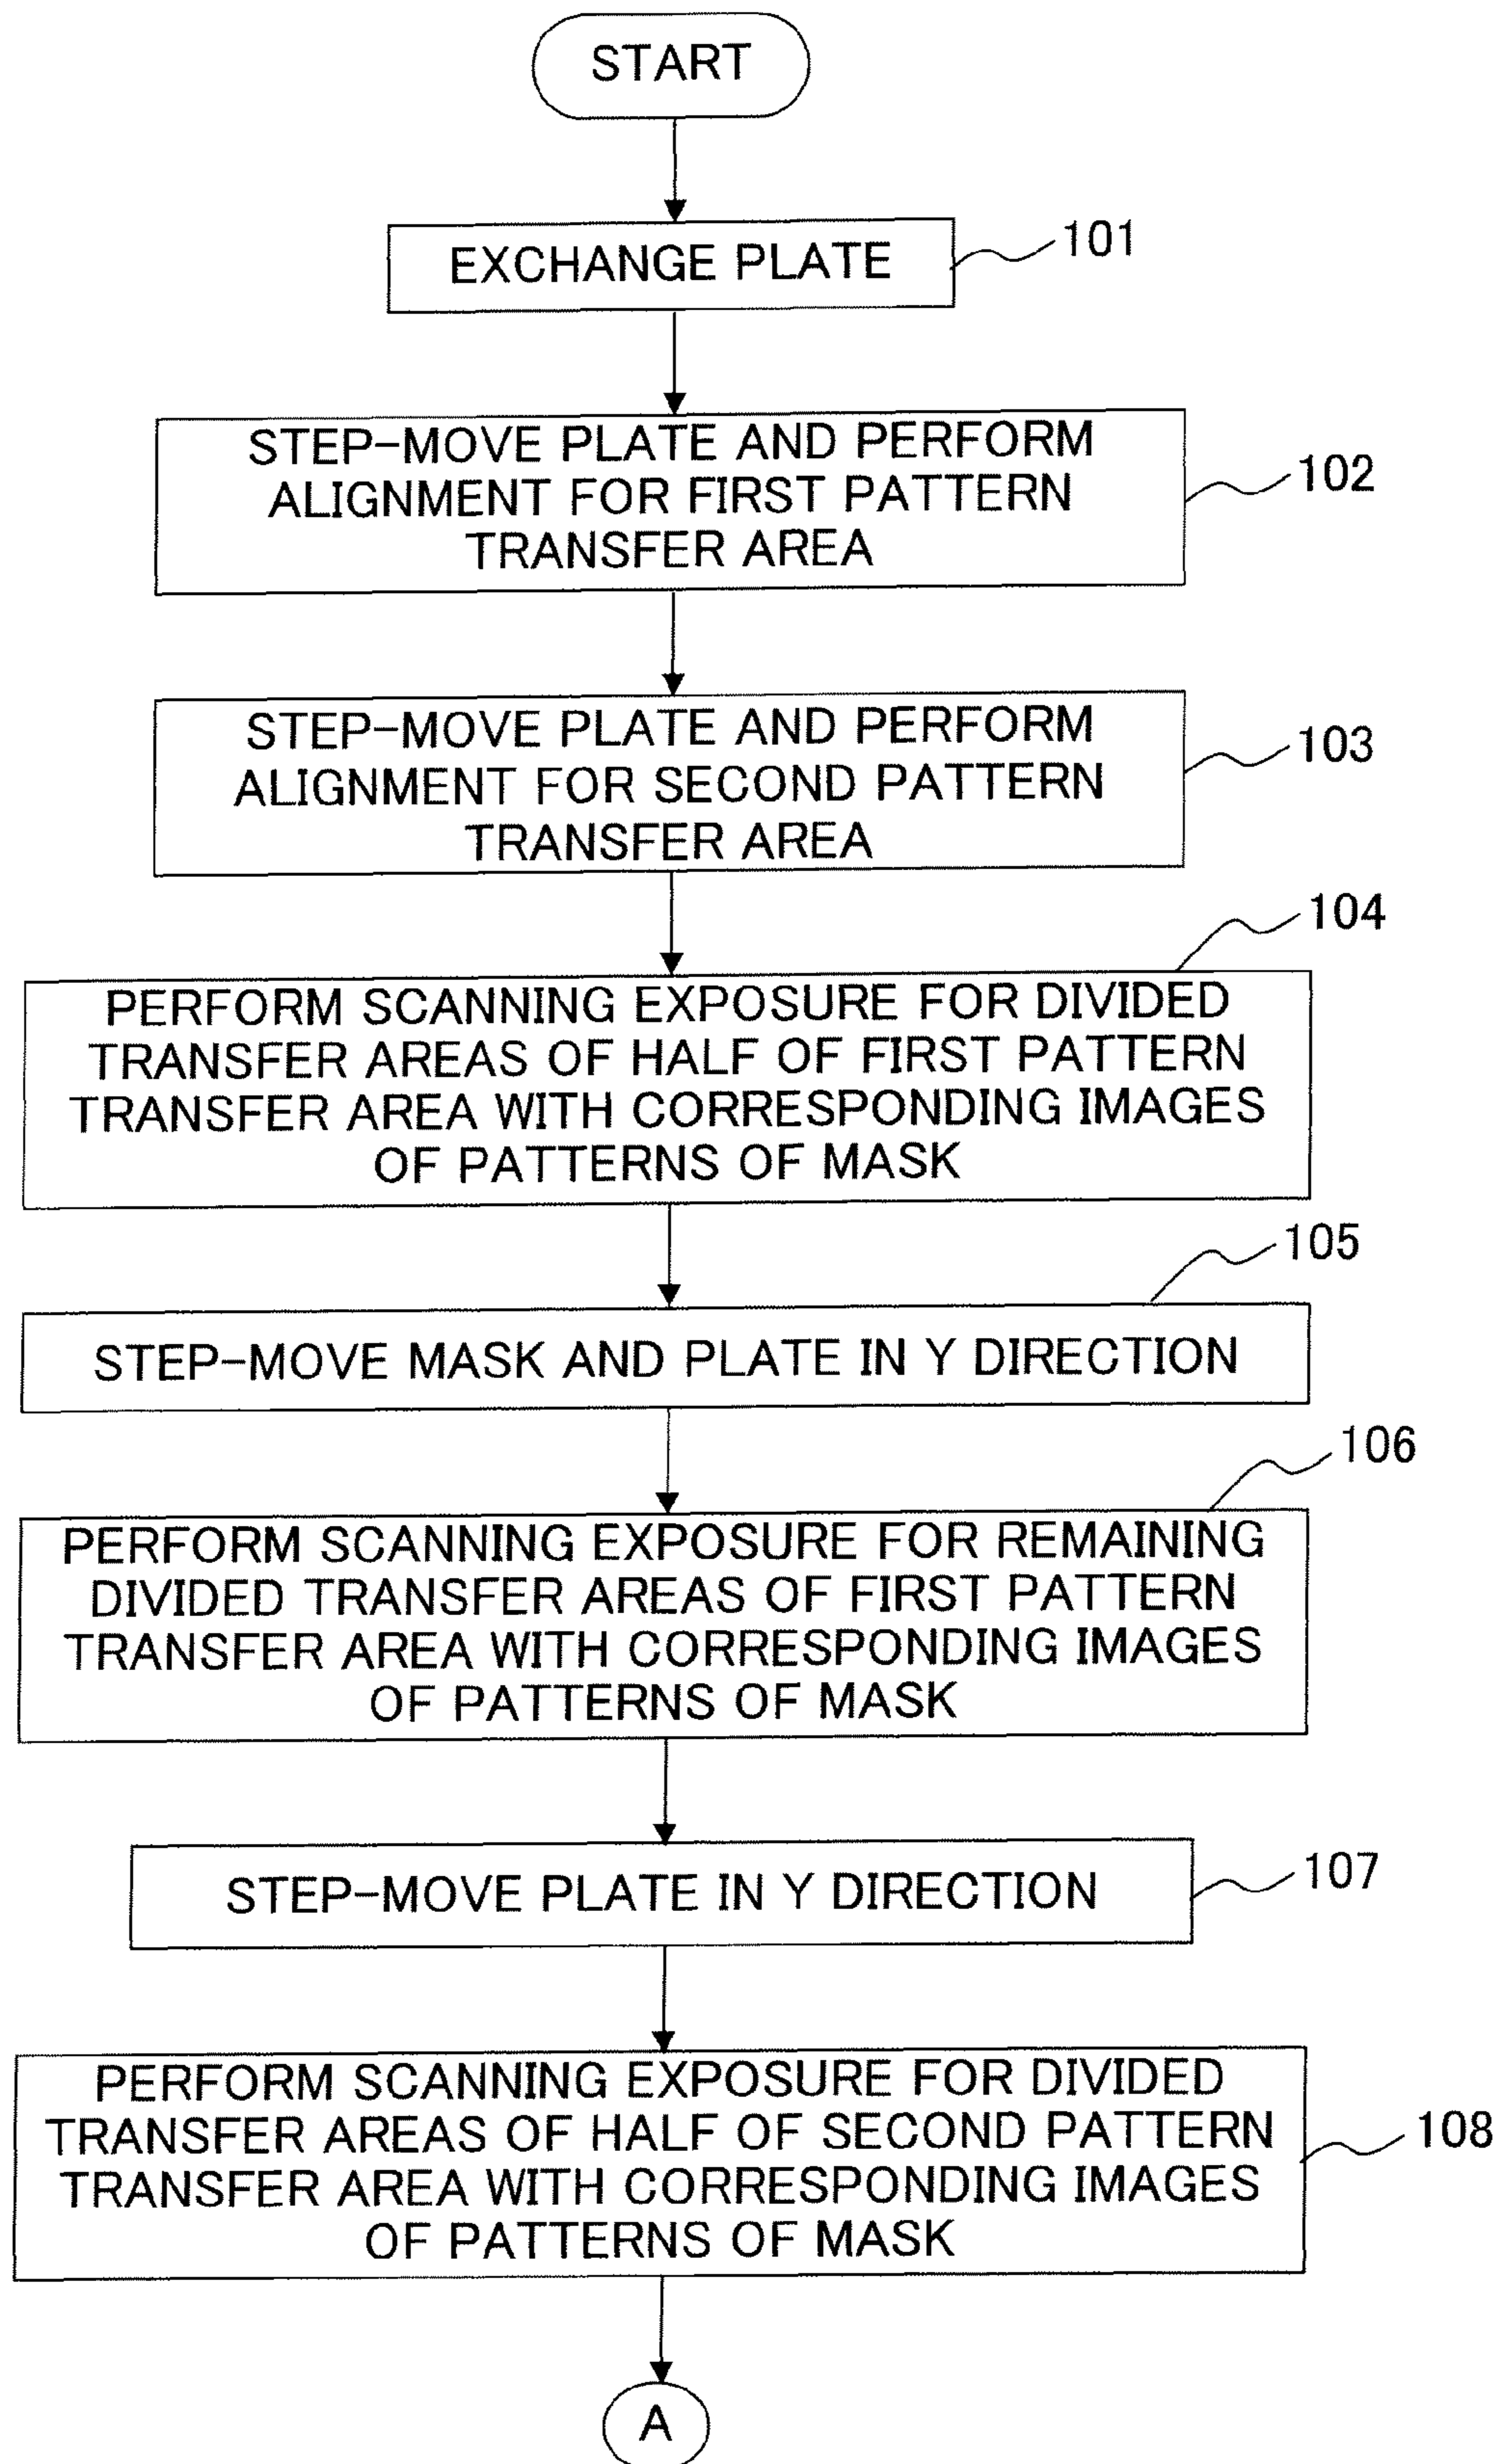 START
EXCHANGE PLATE
101
STEP-MOVE PLATE AND PERFORM
ALIGNMENT FOR FIRST PATTERN
TRANSFER AREA
102
STEP-MOVE PLATE AND PERFORM
ALIGNMENT FOR SECOND PATTERN
TRANSFER AREA
103
104
PERFORM SCANNING EXPOSURE FOR DIVIDED
TRANSFER AREAS OF HALF OF FIRST PATTERN
TRANSFER AREA WITH CORRESPONDING IMAGES
OF PATTERNS OF MASK
105
STEP-MOVE MASK AND PLATE IN Y DIRECTION
106
PERFORM SCANNING EXPOSURE FOR REMAINING
DIVIDED TRANSFER AREAS OF FIRST PATTERN
TRANSFER AREA WITH CORRESPONDING IMAGES
OF PATTERNS OF MASK
STEP-MOVE PLATE IN Y DIRECTION
107
PERFORM SCANNING EXPOSURE FOR DIVIDED
TRANSFER AREAS OF HALF OF SECOND PATTERN
TRANSFER AREA WITH CORRESPONDING IMAGES
OF PATTERNS OF MASK
108
A